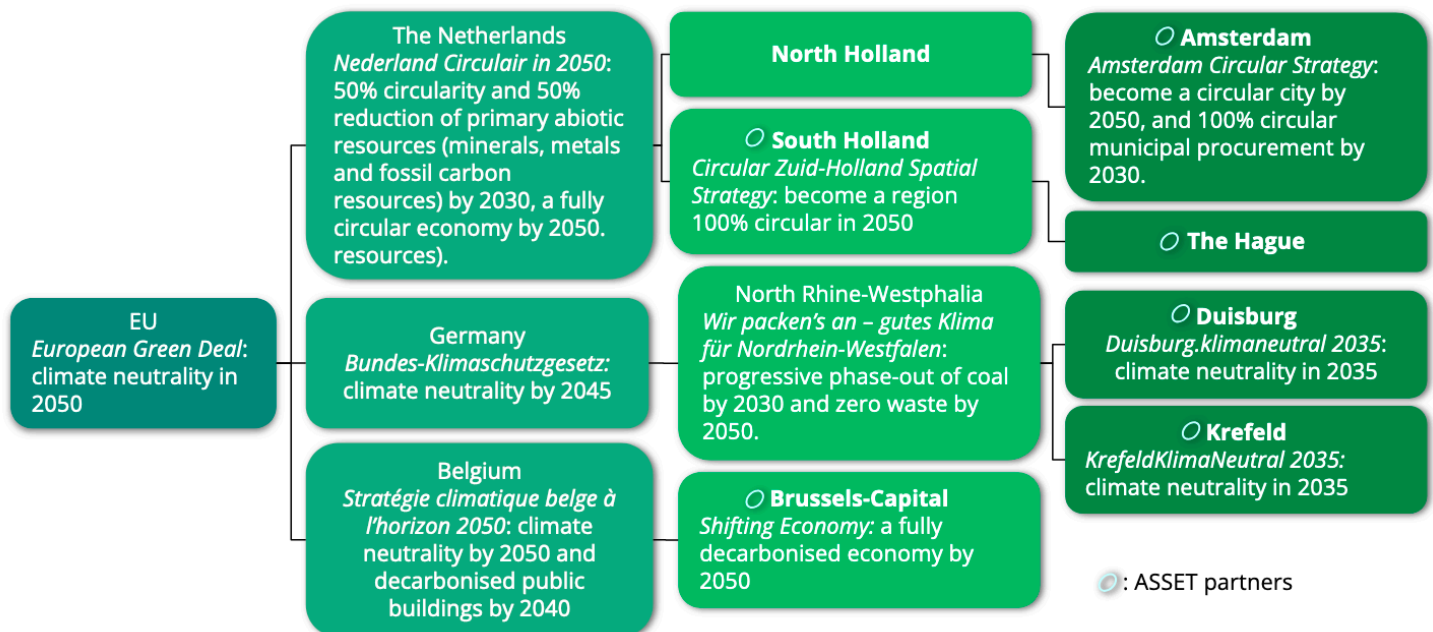 EU
European Green Deal:
climate neutrality in
2050
The Netherlands
Nederland Circulair in 2050:
50% circularity and 50%
reduction of primary abiotic
resources (minerals, metals
and fossil carbon
resources) by 2030, a fully
circular economy by 2050.
resources).
Germany
Bundes-Klimaschutzgesetz:
climate neutrality by 2045
Belgium
Stratégie climatique belge à
l’horizon 2050: climate
neutrality by 2050 and
decarbonised public
buildings by 2040
North Holland
South Holland
Circular Zuid-Holland Spatial
Strategy: become a region
100% circular in 2050
North Rhine-Westphalia
Wir packen’s an – gutes Klima
für Nordrhein-Westfalen:
progressive phase-out of coal
by 2030 and zero waste by
2050.
Brussels-Capital
Shifting Economy: a fully
decarbonised economy by
2050
Amsterdam
Amsterdam Circular Strategy:
become a circular city by
2050, and 100% circular
municipal procurement by
2030.
The Hague
Duisburg
Duisburg.klimaneutral 2035:
climate neutrality in 2035
Krefeld
KrefeldKlimaNeutral 2035:
climate neutrality in 2035
: ASSET partners